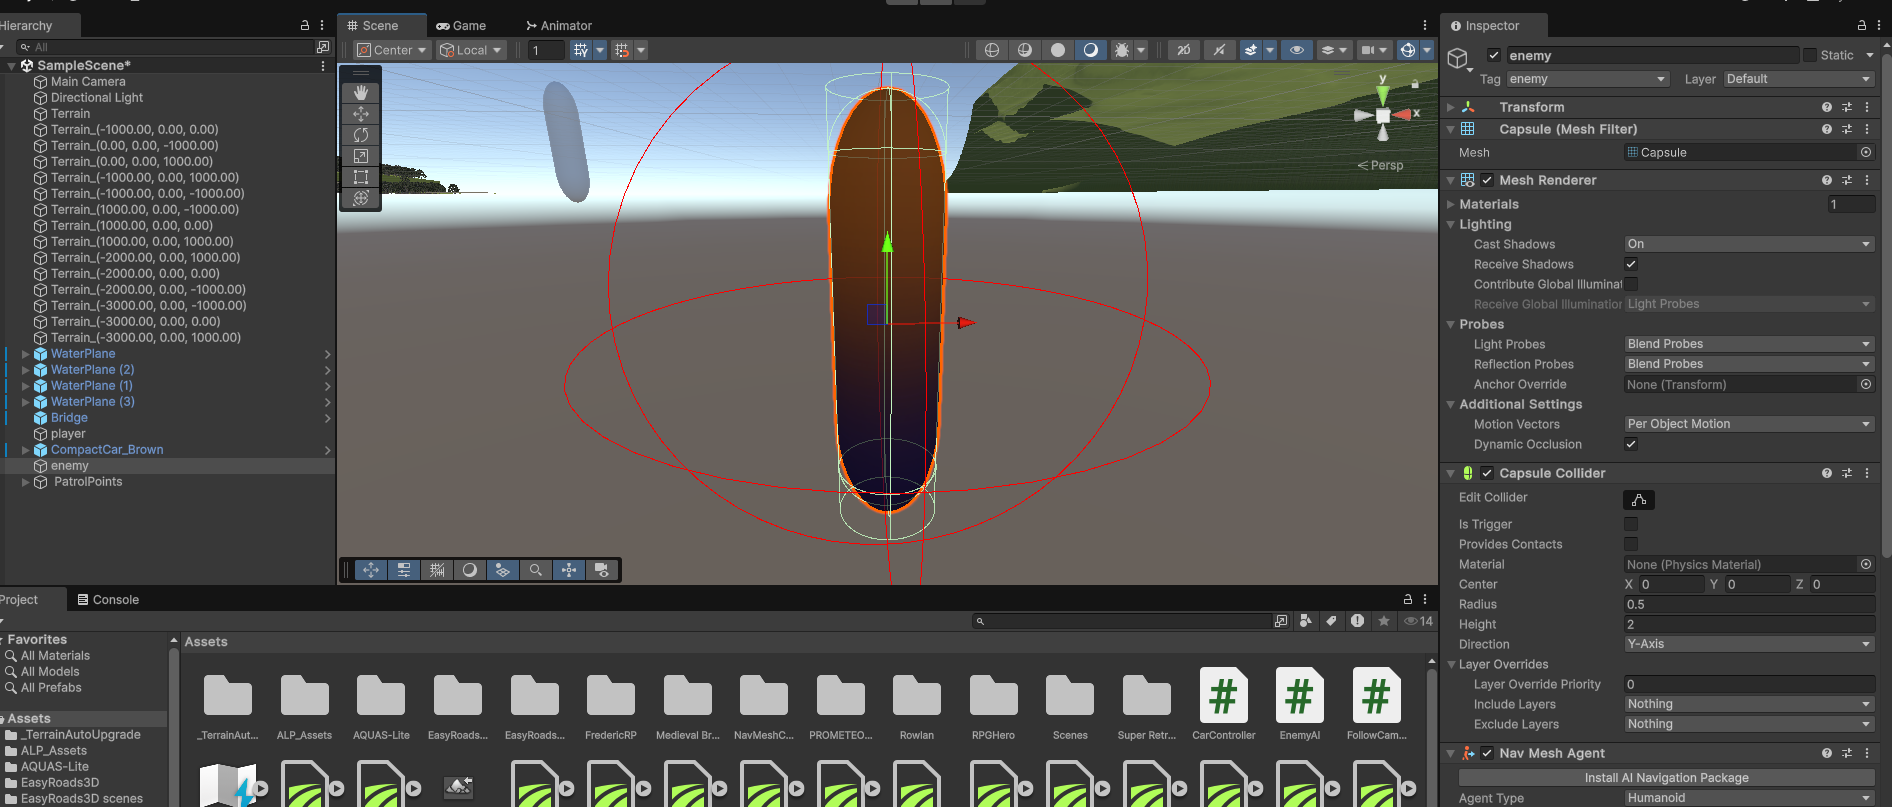 Hierarchy
All
SampleScene*
Main Camera
Directional Light
Terrain
Terrain_(-1000.00, 0.00, 0.00)
Terrain_(0.00, 0.00, -1000.00)
Terrain_(0.00, 0.00, 1000.00)
Terrain_(-1000.00, 0.00, 1000.00)
Terrain_(-1000.00, 0.00, -1000.00)
Terrain_(1000.00, 0.00, -1000.00)
Terrain_(1000.00, 0.00, 0.00)
Terrain_(1000.00, 0.00, 1000.00)
Terrain_(-2000.00, 0.00, 1000.00)
Terrain_(-2000.00, 0.00, 0.00)
Terrain_(-2000.00, 0.00, -1000.00)
Terrain_(-3000.00, 0.00, -1000.00)
Terrain_(-3000.00, 0.00, 0.00)
Terrain_(-3000.00, 0.00, 1000.00)
WaterPlane
WaterPlane (2)
WaterPlane (1)
WaterPlane (3)
Bridge
player
CompactCar_Brown
enemy
PatrolPoints
Scene Game Animator
Center Local 1 2D
y
x
Persp
Inspector
enemy Static
Tag enemy Layer Default
Transform
Capsule (Mesh Filter)
Mesh Capsule
Mesh Renderer
Materials 1
Lighting
Cast Shadows On
Receive Shadows
Contribute Global Illuminat
Receive Global Illumination Light Probes
Probes
Light Probes Blend Probes
Reflection Probes Blend Probes
Anchor Override None (Transform)
Additional Settings
Motion Vectors Per Object Motion
Dynamic Occlusion
Capsule Collider
Edit Collider
Is Trigger
Provides Contacts
Material None (Physics Material)
Center X 0 Y 0 Z 0
Radius 0.5
Height 2
Direction Y-Axis
Layer Overrides
Layer Override Priority 0
Include Layers Nothing
Exclude Layers Nothing
Nav Mesh Agent
Install AI Navigation Package
Agent Type Humanoid
Project Console
14
Favorites
All Materials
All Models
All Prefabs
Assets
_TerrainAutoUpgrade
ALP_Assets
AQUAS-Lite
EasyRoads3D
EasyRoads3D scenes
Assets
_TerrainAut... ALP_Assets AQUAS-Lite EasyRoads... EasyRoads... FredericRP Medieval Br... NavMeshC... PROMETEO... Rowlan RPGHero Scenes Super Retr... CarController EnemyAI FollowCam...